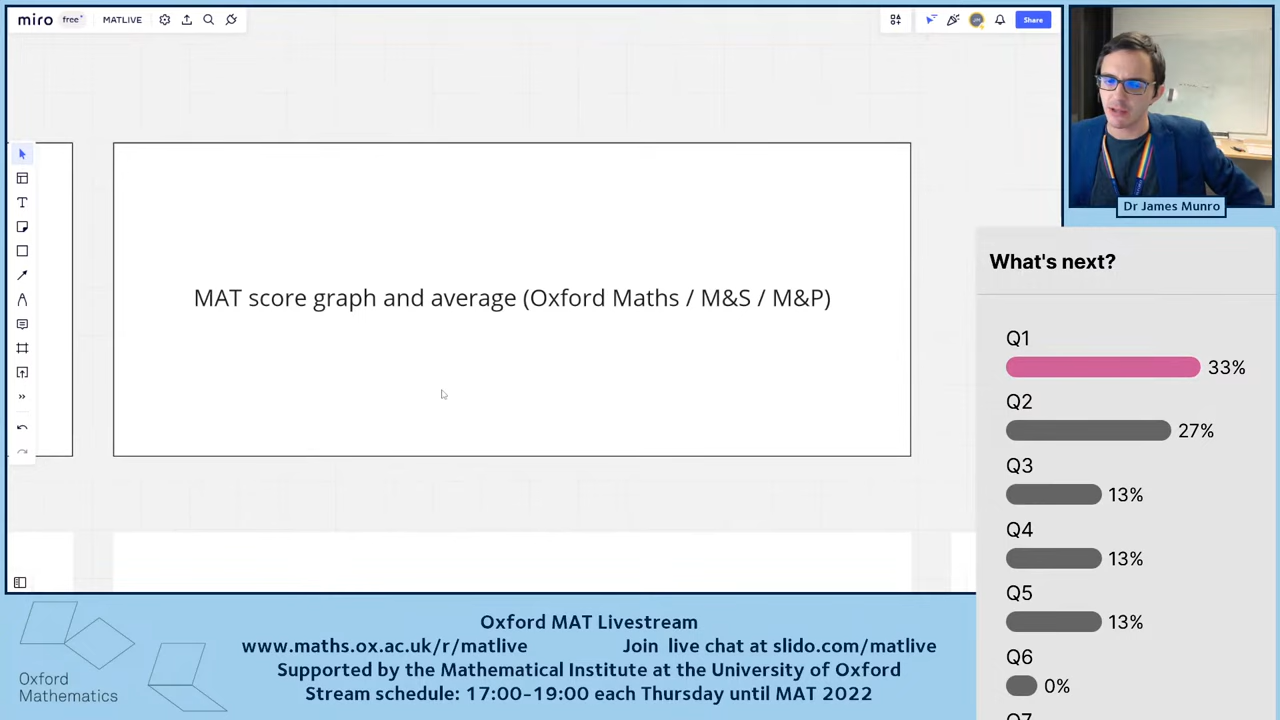 miro free MATLIVE
Share
MAT score graph and average (Oxford Maths / M&S / M&P)
Dr James Munro
What's next?
Q1
33%
Q2
27%
Q3
13%
Q4
13%
Q5
13%
Q6
0%
Q7
Oxford MAT Livestream
www.maths.ox.ac.uk/r/matlive Join live chat at slido.com/matlive
Supported by the Mathematical Institute at the University of Oxford
Stream schedule: 17:00-19:00 each Thursday until MAT 2022
Oxford
Mathematics